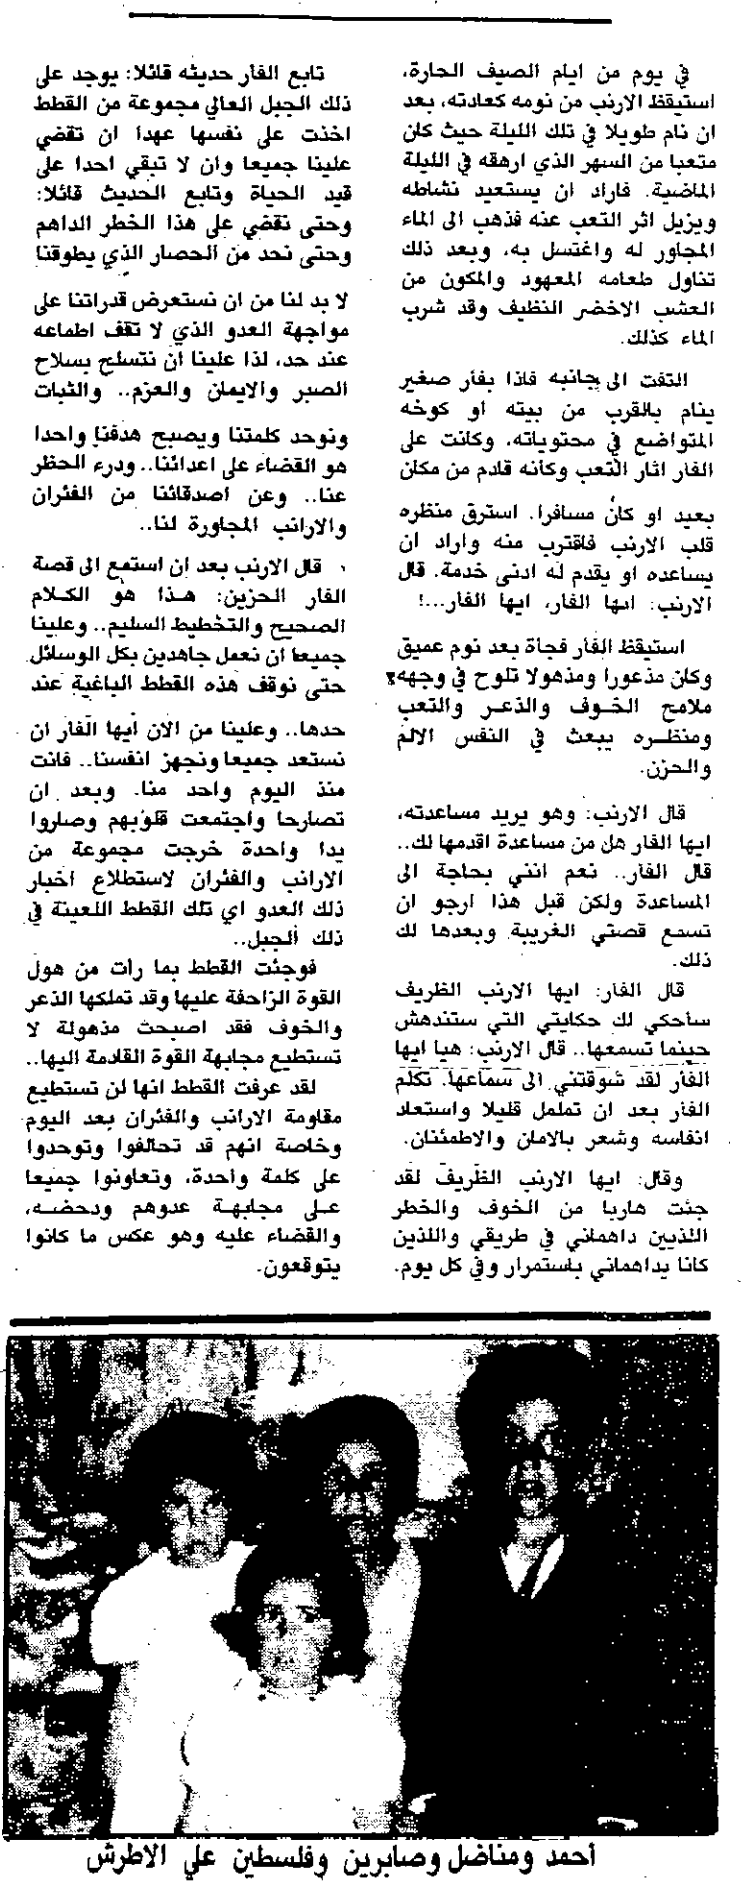 في يوم من ايام الصيف الحارة،
استيقظ الارنب من نومه كعادته، بعد
ان نام طويلا في تلك الليلة حيث كان
متعبا من السهر الذي ارهقه في الليلة
الماضية. فاراد ان يستعيد نشاطه
ويزيل اثر التعب عنه فذهب الى الماء
المجاور له واغتسل به، وبعد ذلك
تناول طعامه المعهود والمكون من
العشب الاخضر النظيف وقد شرب
الماء كذلك.
التفت الى جانبه فاذا بفأر صغير
ينام بالقرب من بيته او كوخه
المتواضع في محتوياته، وكانت على
الفار اثار التعب وكأنه قادم من مكان
بعيد او كان مسافرا. استرق منظره
قلب الارنب فاقترب منه واراد ان
يساعده او يقدم له ادنى خدمة. قال
الارنب: ايها الفار، ايها الفار...!
استيقظ الفأر فجأة بعد نوم عميق
وكان مذعورا ومذهولا تلوح في وجهه
ملامح الخوف والذعر والتعب
ومنظره يبعث في النفس الالم
والحزن.
قال الارنب: وهو يريد مساعدته،
ايها الفار هل من مساعدة اقدمها لك..
قال الفأر.. نعم انني بحاجة الى
المساعدة ولكن قبل هذا ارجو ان
تسمع قصتي الغريبة وبعدها لك
ذلك.
قال الفأر: ايها الارنب الظريف
سأحكي لك حكايتي التي ستندهش
حينما تسمعها.. قال الارنب: هيا ايها
الفأر لقد شوقتني الى سماعها. تكلم
الفار بعد ان تململ قليلا واستعاد
انفاسه وشعر بالامان والاطمئنان.
وقال: ايها الارنب الظريف لقد
جئت هاربا من الخوف والخطر
اللذيين داهماني في طريقي واللذين
كانا يداهماني باستمرار وفي كل يوم.
تابع الفأر حديثه قائلا: يوجد على
ذلك الجبل العالي مجموعة من القطط
اخذت على نفسها عهدا ان تقضي
علينا جميعا وان لا تبقي احدا على
قيد الحياة وتابع الحديث قائلا:
وحتى نقضي على هذا الخطر الداهم
وحتى نحد من الحصار الذي يطوقنا
لا بد لنا من ان نستعرض قدراتنا على
مواجهة العدو الذي لا تقف اطماعه
عند حد، لذا علينا ان نتسلح بسلاح
الصبر والايمان والعزم.. والثبات
ونوحد كلمتنا ويصبح هدفنا واحدا
هو القضاء على اعدائنا.. ودرء الحظر
عنا.. وعن اصدقائنا من الفئران
والارانب المجاورة لنا..
قال الارنب بعد ان استمع الى قصة
الفار الحزين: هذا هو الكلام
الصحيح والتخطيط السليم.. وعلينا
جميعا ان نعمل جاهدين بكل الوسائل
حتى نوقف هذه القطط الباغية عند
حدها.. وعلينا من الان ايها الفأر ان
نستعد جميعا ونجهز انفسنا.. فانت
منذ اليوم واحد منا. وبعد ان
تصارحا واجتمعت قلوبهم وصاروا
يدا واحدة خرجت مجموعة من
الارانب والفئران لاستطلاع اخبار
ذلك العدو اي تلك القطط اللعينة في
ذلك الجبل..
فوجئت القطط بما رأت من هول
القوة الزاحفة عليها وقد تملكها الذعر
والخوف فقد اصبحت مذهولة لا
تستطيع مجابهة القوة القادمة اليها..
لقد عرفت القطط انها لن تستطيع
مقاومة الارانب والفئران بعد اليوم
وخاصة انهم قد تحالفوا وتوحدوا
على كلمة واحدة، وتعاونوا جميعا
على مجابهة عدوهم ودحضه،
والقضاء عليه وهو عكس ما كانوا
يتوقعون.
أحمد ومناضل وصابرين وفلسطين علي الاطرش